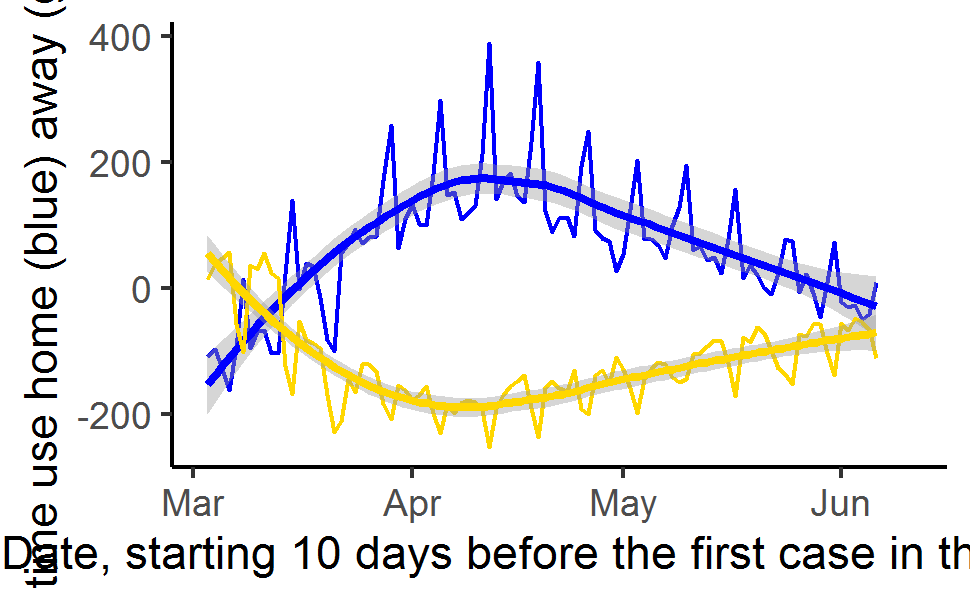 time use home (blue) away (
400
200
0
-200
Mar Apr May Jun
Date, starting 10 days before the first case in th